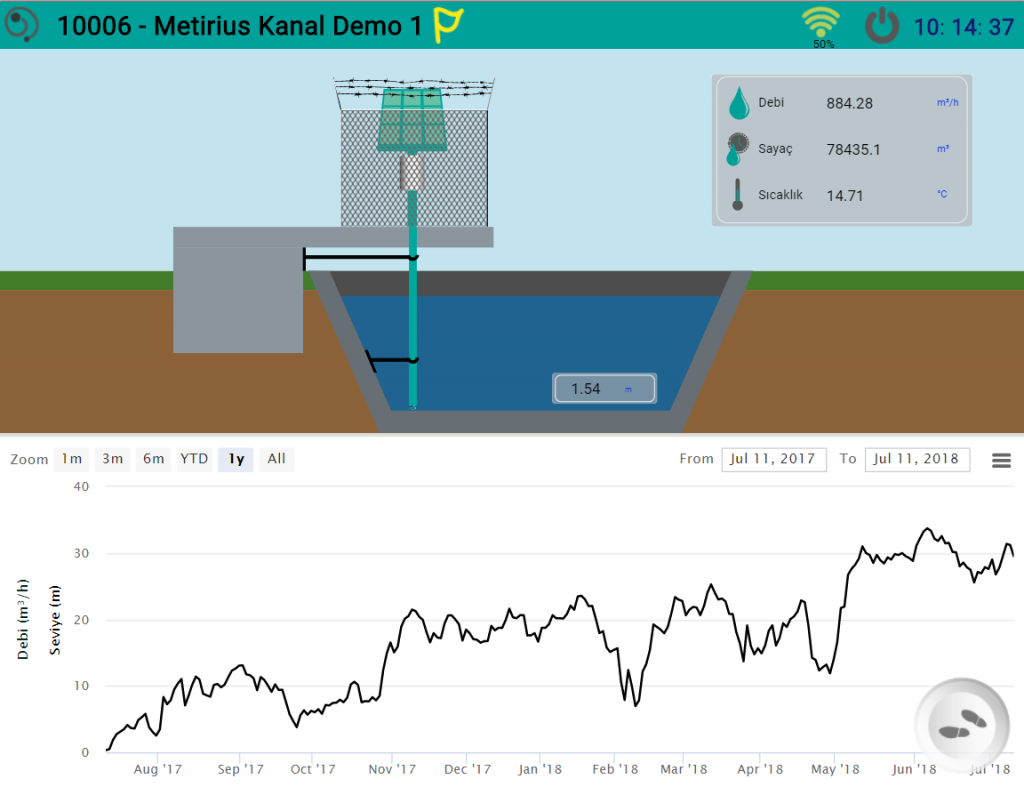 10006 - Metirius Kanal Demo 1
50%
10: 14: 37
Debi 884.28 m³/h
Sayaç 78435.1 m³
Sıcaklık 14.71 °C
1.54 m
Zoom 1m 3m 6m YTD 1y All From Jul 11, 2017 To Jul 11, 2018
Debi (m³/h)
Seviye (m)
40
30
20
10
0
Aug '17 Sep '17 Oct '17 Nov '17 Dec '17 Jan '18 Feb '18 Mar '18 Apr '18 May '18 Jun '18 Jul '18